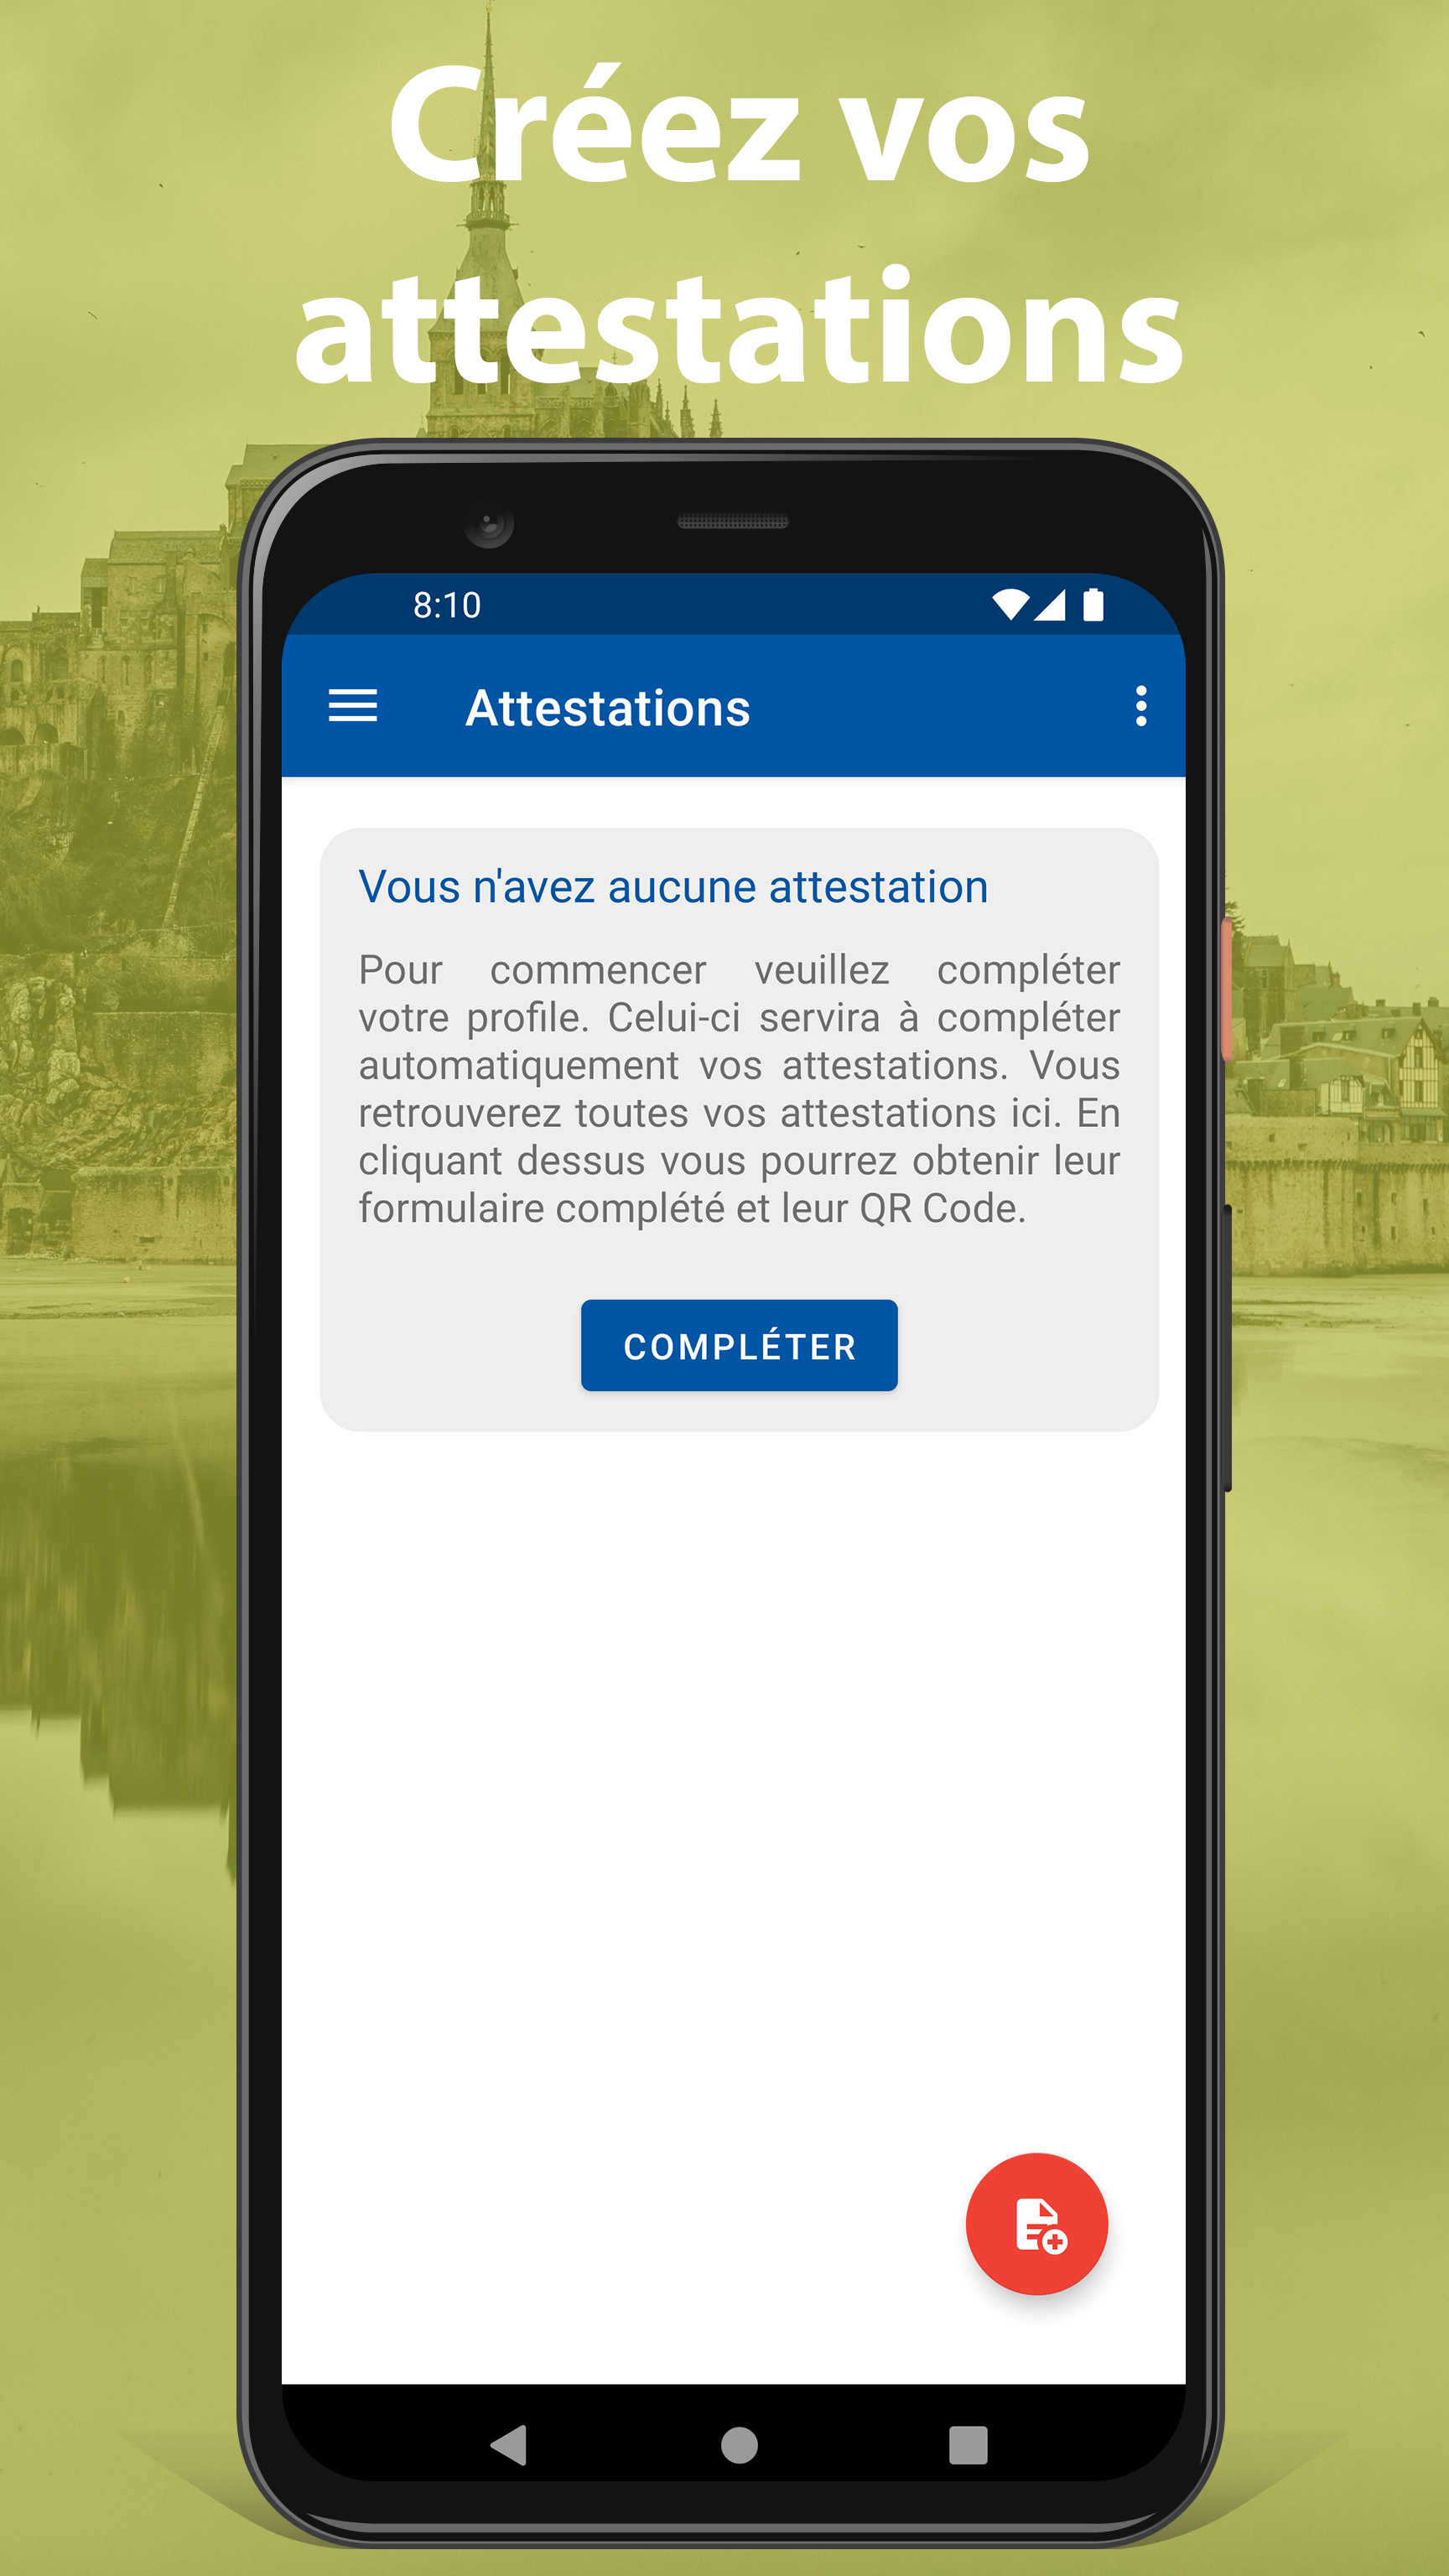 Créez vos
attestations
8:10
Attestations
Vous n'avez aucune attestation
Pour commencer veuillez compléter
votre profile. Celui-ci servira à compléter
automatiquement vos attestations. Vous
retrouverez toutes vos attestations ici. En
cliquant dessus vous pourrez obtenir leur
formulaire complété et leur QR Code.
COMPLÉTER